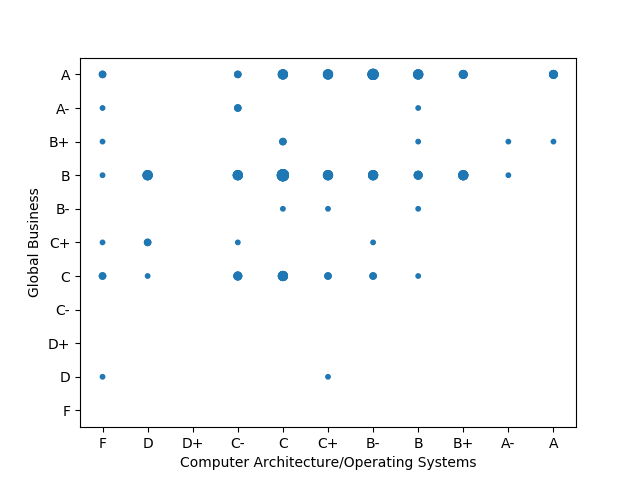 A
A-
B+
B
B-
C+
C
C-
D+
D
F
Global Business
F D D+ C- C C+ B- B B+ A- A
Computer Architecture/Operating Systems